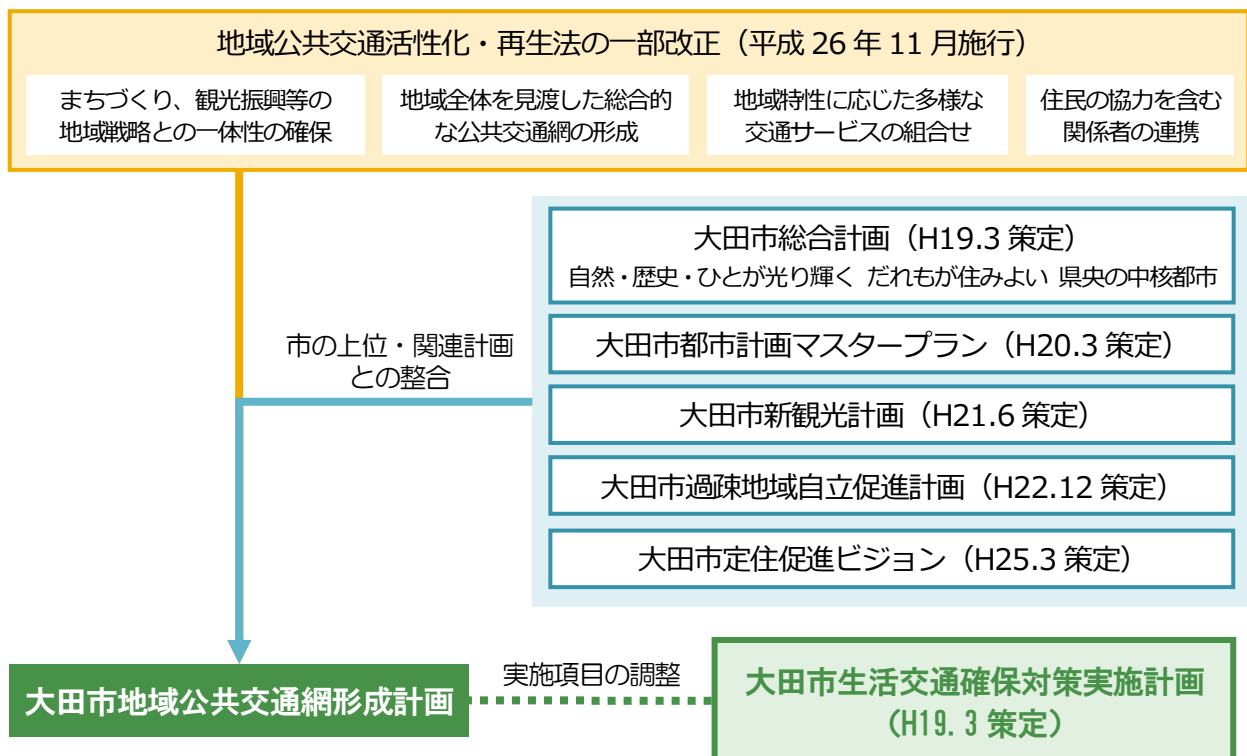 地域公共交通活性化・再生法の一部改正（平成 26 年 11 月施行）
まちづくり、観光振興等の
地域戦略との一体性の確保
地域全体を見渡した総合的
な公共交通網の形成
地域特性に応じた多様な
交通サービスの組合せ
住民の協力を含む
関係者の連携
大田市総合計画（H19.3 策定）
自然・歴史・ひとが光り輝く だれもが住みよい 県央の中核都市
市の上位・関連計画
との整合
大田市都市計画マスタープラン（H20.3 策定）
大田市新観光計画（H21.6 策定）
大田市過疎地域自立促進計画（H22.12 策定）
大田市定住促進ビジョン（H25.3 策定）
大田市地域公共交通網形成計画
実施項目の調整
大田市生活交通確保対策実施計画
（H19.3 策定）